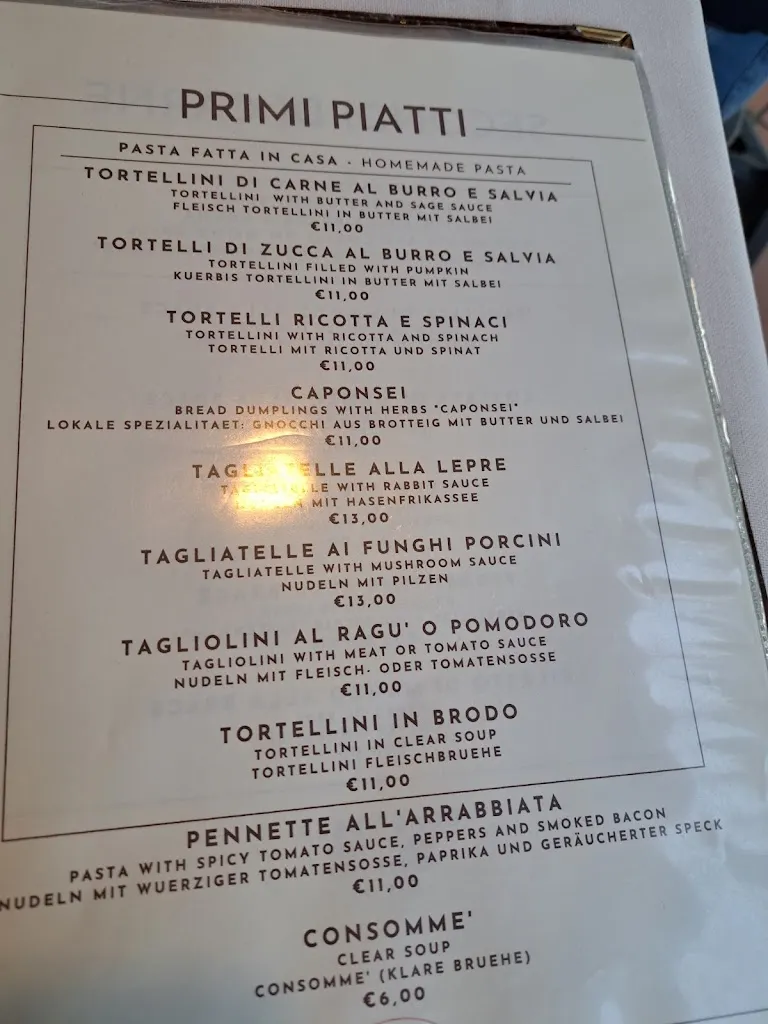 PRIMI PIATTI
PASTA FATTA IN CASA · HOMEMADE PASTA
TORTELLINI DI CARNE AL BURRO E SALVIA
TORTELLINI WITH BUTTER AND SAGE SAUCE
FLEISCH TORTELLINI IN BUTTER MIT SALBEI
€11,00
TORTELLI DI ZUCCA AL BURRO E SALVIA
TORTELLINI FILLED WITH PUMPKIN
KUERBIS TORTELLINI IN BUTTER MIT SALBEI
€11,00
TORTELLI RICOTTA E SPINACI
TORTELLINI WITH RICOTTA AND SPINACH
TORTELLI MIT RICOTTA UND SPINAT
€11,00
CAPONSEI
BREAD DUMPLINGS WITH HERBS "CAPONSEI"
LOKALE SPEZIALITAET: GNOCCHI AUS BROTTEIG MIT BUTTER UND SALBEI
€11,00
TAGLIATELLE ALLA LEPRE
TAGLIATELLE WITH RABBIT SAUCE
MIT HASENFRIKASSEE
€13,00
TAGLIATELLE AI FUNGHI PORCINI
TAGLIATELLE WITH MUSHROOM SAUCE
NUDELN MIT PILZEN
€13,00
TAGLIOLINI AL RAGU' O POMODORO
TAGLIOLINI WITH MEAT OR TOMATO SAUCE
NUDELN MIT FLEISCH- ODER TOMATENSOSSE
€11,00
TORTELLINI IN BRODO
TORTELLINI IN CLEAR SOUP
TORTELLINI FLEISCHBRUEHE
€11,00
PENNETTE ALL'ARRABBIATA
PASTA WITH SPICY TOMATO SAUCE, PEPPERS AND SMOKED BACON
NUDELN MIT WUERZIGER TOMATENSOSSE, PAPRIKA UND GERÄUCHERTER SPECK
€11,00
CONSOMME'
CLEAR SOUP
CONSOMME' (KLARE BRUEHE)
€6,00